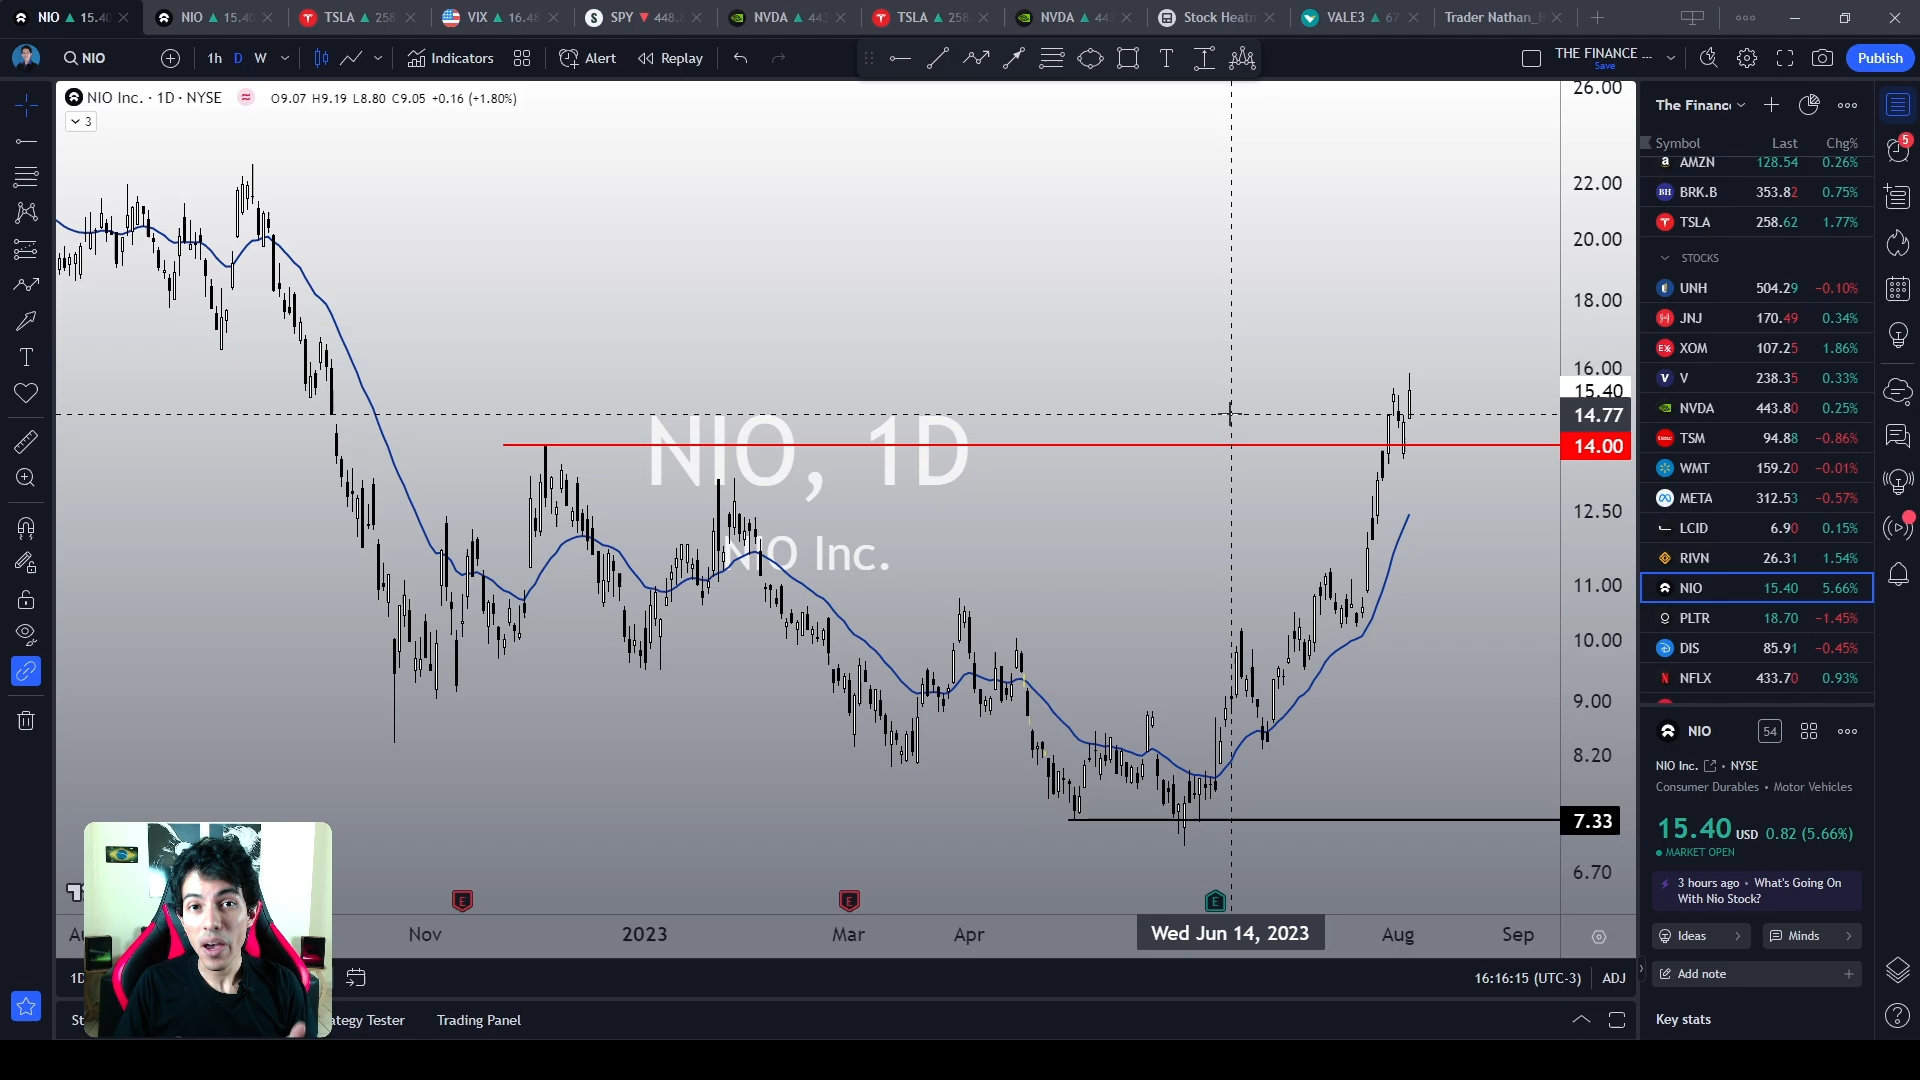 NIO ▲ 15.40
NIO ▲ 15.40
TSLA ▲ 258
VIX ▲ 16.48
SPY ▼ 448.
NVDA ▲ 443
TSLA ▲ 258
NVDA ▲ 443
Stock Heatm
VALE3 ▲ 67
Trader Nathan_
NIO
1h D W
Indicators
Alert
Replay
THE FINANCE ...
Save
Publish
NIO Inc. · 1D · NYSE
O9.07 H9.19 L8.80 C9.05 +0.16 (+1.80%)
3
NIO, 1D
NIO Inc.
26.00
22.00
20.00
18.00
16.00
15.40
14.77
14.00
12.50
11.00
10.00
9.00
8.20
7.33
6.70
E
E
E
Nov
2023
Mar
Apr
Wed Jun 14, 2023
Aug
Sep
1D
16:16:15 (UTC-3)
ADJ
St
ategy Tester
Trading Panel
The Financ
Symbol Last Chg%
AMZN 128.54 0.26%
BRK.B 353.82 0.75%
TSLA 258.62 1.77%
STOCKS
UNH 504.29 −0.10%
JNJ 170.49 0.34%
XOM 107.25 1.86%
V 238.35 0.33%
NVDA 443.80 0.25%
TSM 94.88 −0.86%
WMT 159.20 −0.01%
META 312.53 −0.57%
LCID 6.90 0.15%
RIVN 26.31 1.54%
NIO 15.40 5.66%
PLTR 18.70 −1.45%
DIS 85.91 −0.45%
NFLX 433.70 0.93%
NIO
54
NIO Inc. • NYSE
Consumer Durables • Motor Vehicles
15.40 USD 0.82 (5.66%)
MARKET OPEN
3 hours ago • What's Going On
With Nio Stock?
Ideas
Minds
Add note
Key stats
5